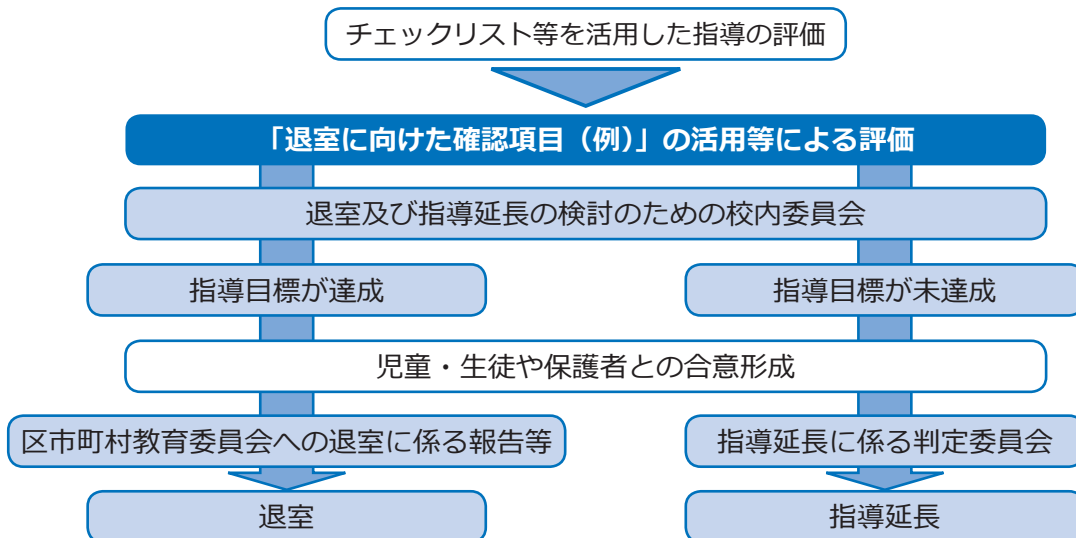 チェックリスト等を活用した指導の評価
「退室に向けた確認項目（例）」の活用等による評価
退室及び指導延長の検討のための校内委員会
指導目標が達成
指導目標が未達成
児童・生徒や保護者との合意形成
区市町村教育委員会への退室に係る報告等
指導延長に係る判定委員会
退室
指導延長